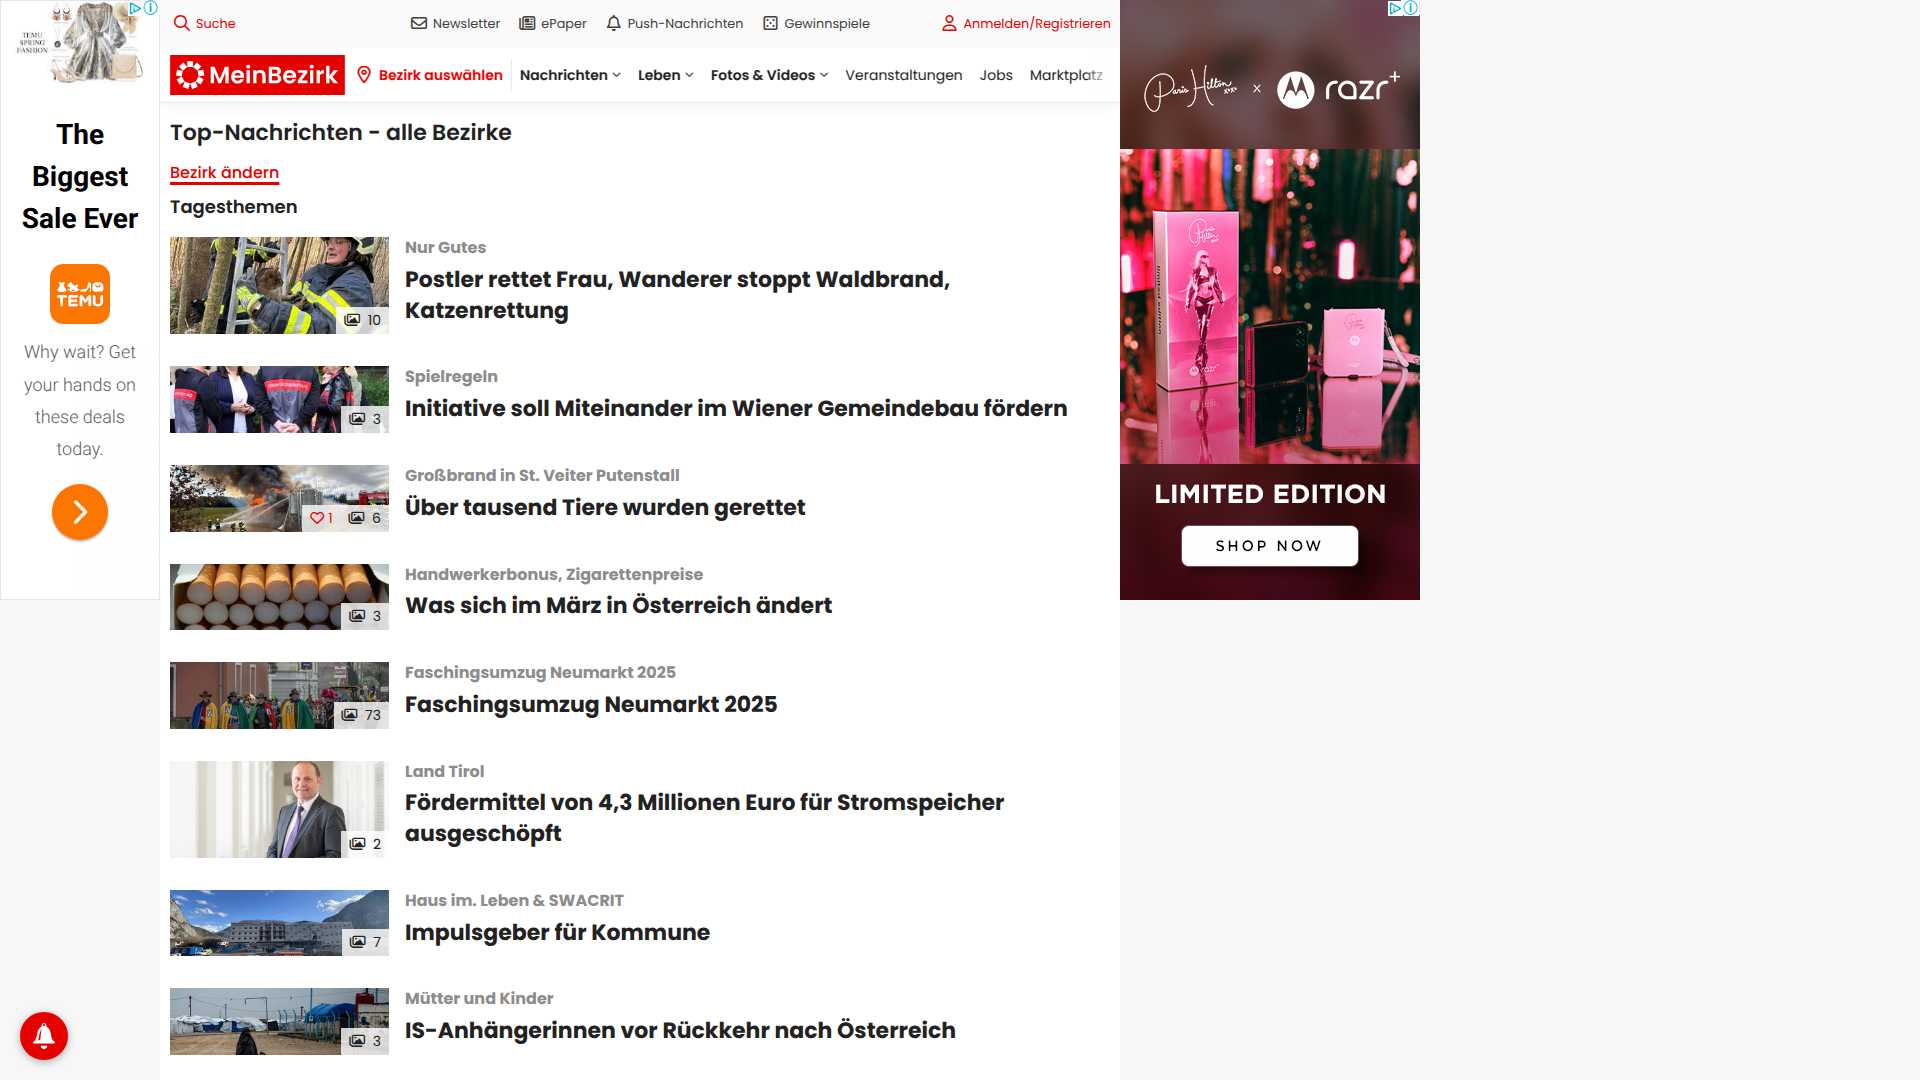 TEMU
SPRING
FASHION
The
Biggest
Sale Ever
TEMU
Why wait? Get
your hands on
these deals
today.
Suche
Newsletter
ePaper
Push-Nachrichten
Gewinnspiele
Anmelden/Registrieren
MeinBezirk
Bezirk auswählen
Nachrichten
Leben
Fotos & Videos
Veranstaltungen
Jobs
Marktplatz
Top-Nachrichten - alle Bezirke
Bezirk ändern
Tagesthemen
10
Nur Gutes
Postler rettet Frau, Wanderer stoppt Waldbrand,
Katzenrettung
3
Spielregeln
Initiative soll Miteinander im Wiener Gemeindebau fördern
1 6
Großbrand in St. Veiter Putenstall
Über tausend Tiere wurden gerettet
3
Handwerkerbonus, Zigarettenpreise
Was sich im März in Österreich ändert
73
Faschingsumzug Neumarkt 2025
Faschingsumzug Neumarkt 2025
2
Land Tirol
Fördermittel von 4,3 Millionen Euro für Stromspeicher
ausgeschöpft
7
Haus im. Leben & SWACRIT
Impulsgeber für Kommune
3
Mütter und Kinder
IS-Anhängerinnen vor Rückkehr nach Österreich
Paris Hilton x razr+
razr+
LIMITED EDITION
SHOP NOW